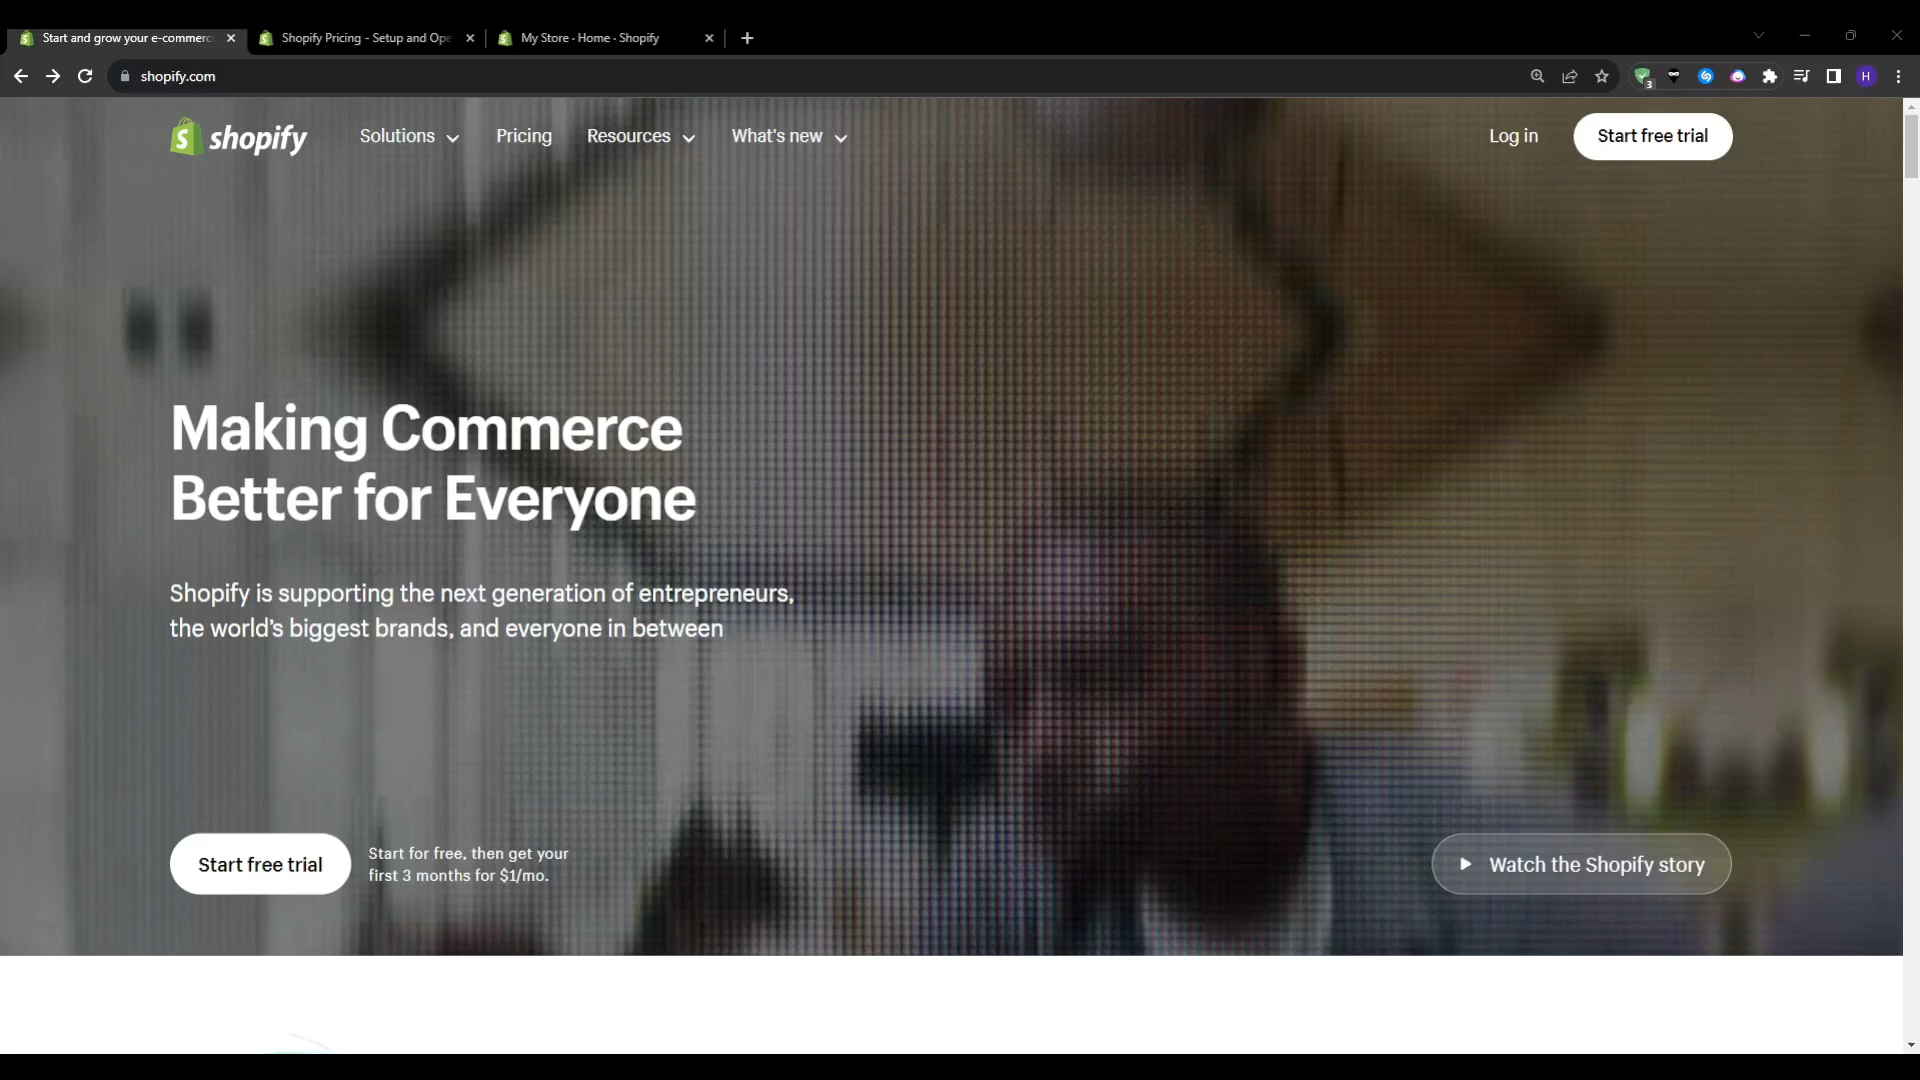 Start and grow your e-commerc
Shopify Pricing - Setup and Ope
My Store · Home · Shopify
shopify.com
3
H
shopify
Solutions
Pricing
Resources
What's new
Log in
Start free trial
Making Commerce
Better for Everyone
Shopify is supporting the next generation of entrepreneurs,
the world’s biggest brands, and everyone in between
Start free trial
Start for free, then get your
first 3 months for $1/mo.
Watch the Shopify story